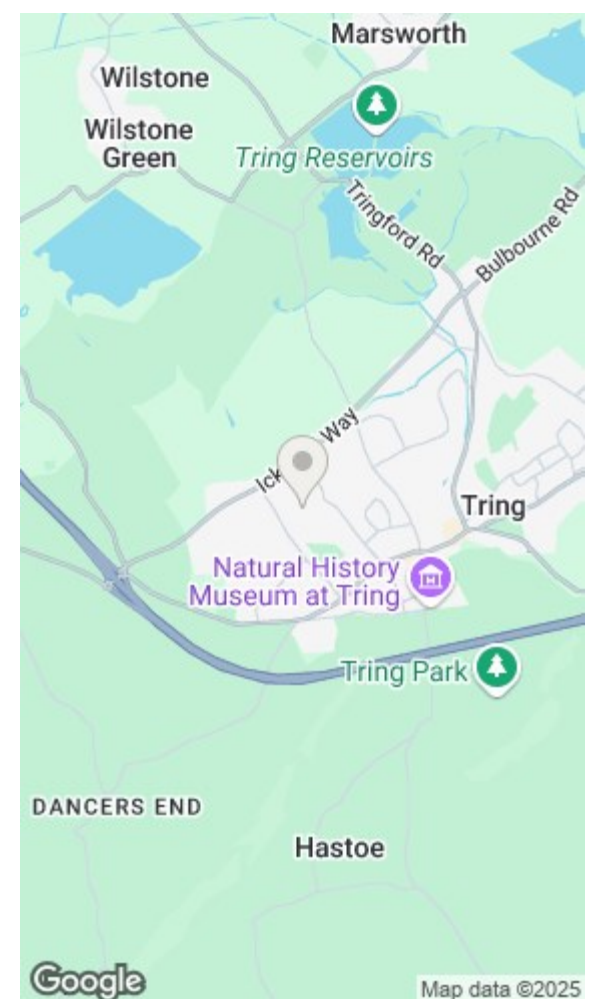 Marsworth
Wilstone
Wilstone
Green
Tring Reservoirs
Tringford Rd
Bulbourne Rd
Way
Tring
Natural History
Museum at Tring
Tring Park
DANCERS END
Hastoe
Google
Map data ©2025